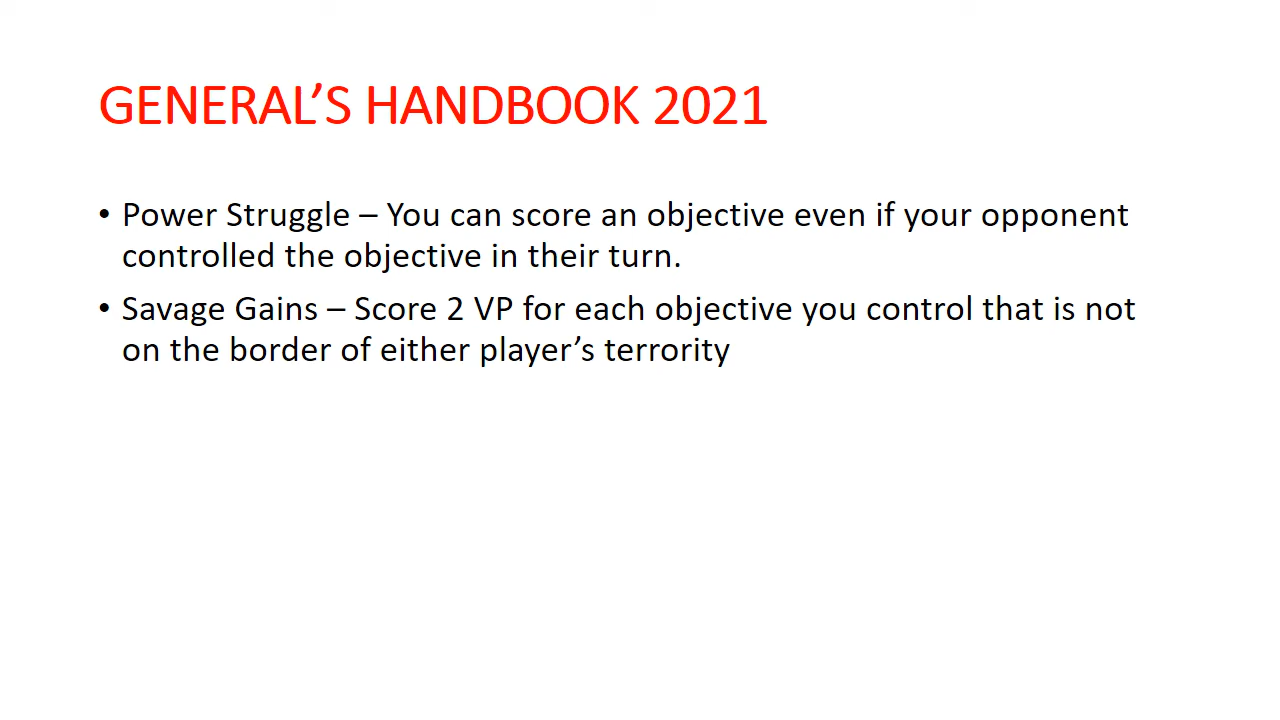 GENERAL’S HANDBOOK 2021
• Power Struggle – You can score an objective even if your opponent
controlled the objective in their turn.
• Savage Gains – Score 2 VP for each objective you control that is not
on the border of either player’s terrority